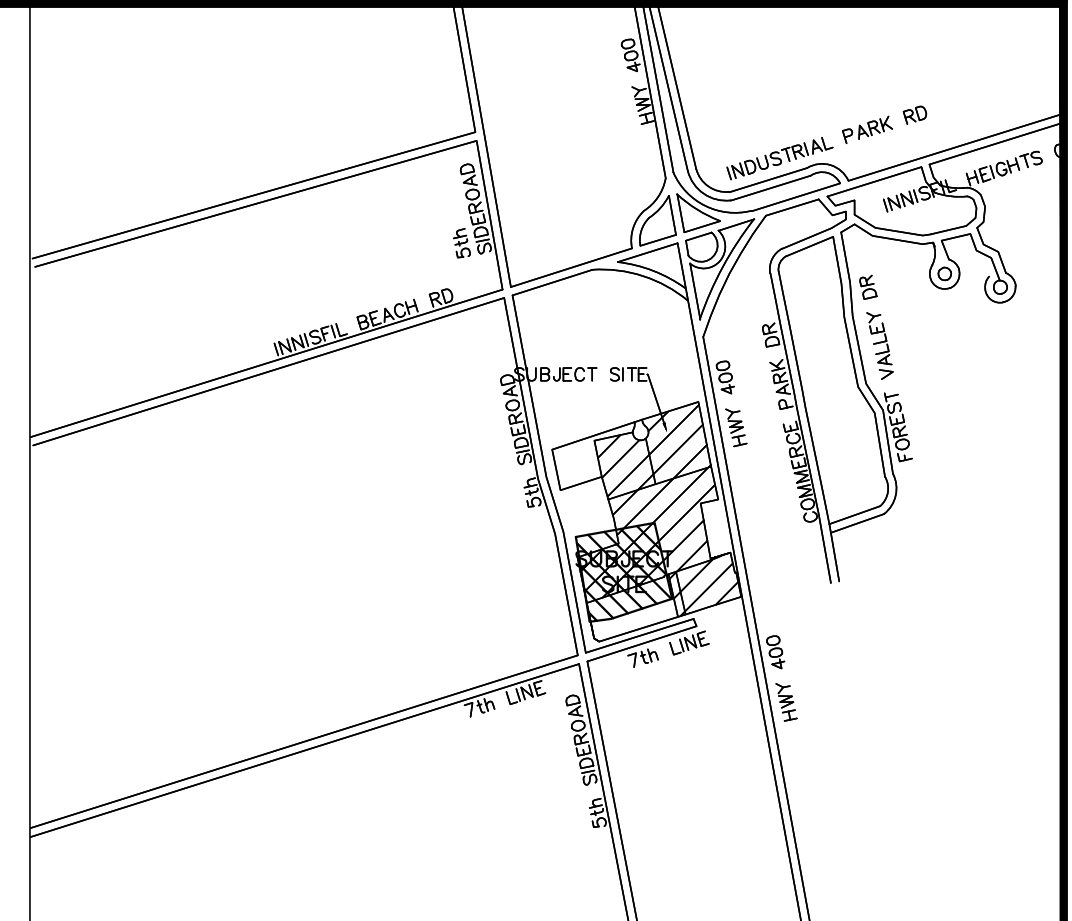 HWY 400
INDUSTRIAL PARK RD
INNISFIL HEIGHTS
5th
SIDEROAD
INNISFIL BEACH RD
SUBJECT SITE
5th SIDEROAD
HWY 400
COMMERCE PARK DR
FOREST VALLEY DR
SUBJECT
SITE
7th LINE
7th LINE
HWY 400
5th SIDEROAD